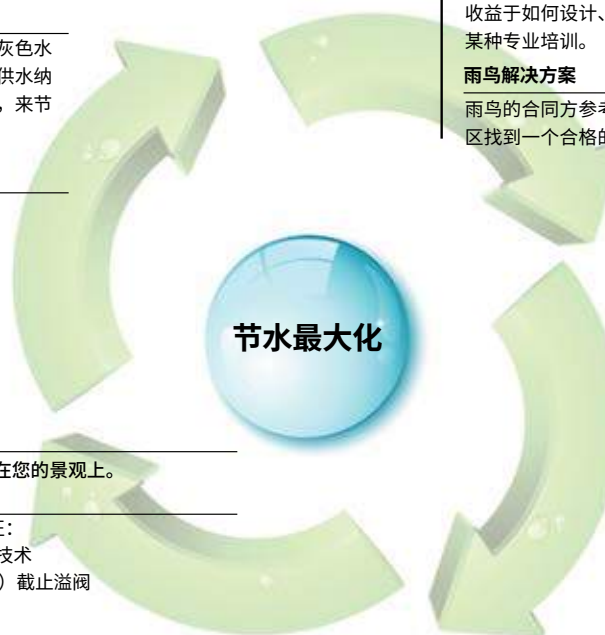 收益于如何设计、
某种专业培训。
雨鸟解决方案
雨鸟的合同方参考
区找到一个合格的
灰色水
供水纳
，来节
节水最大化
在您的景观上。
：
技术
）截止溢阀